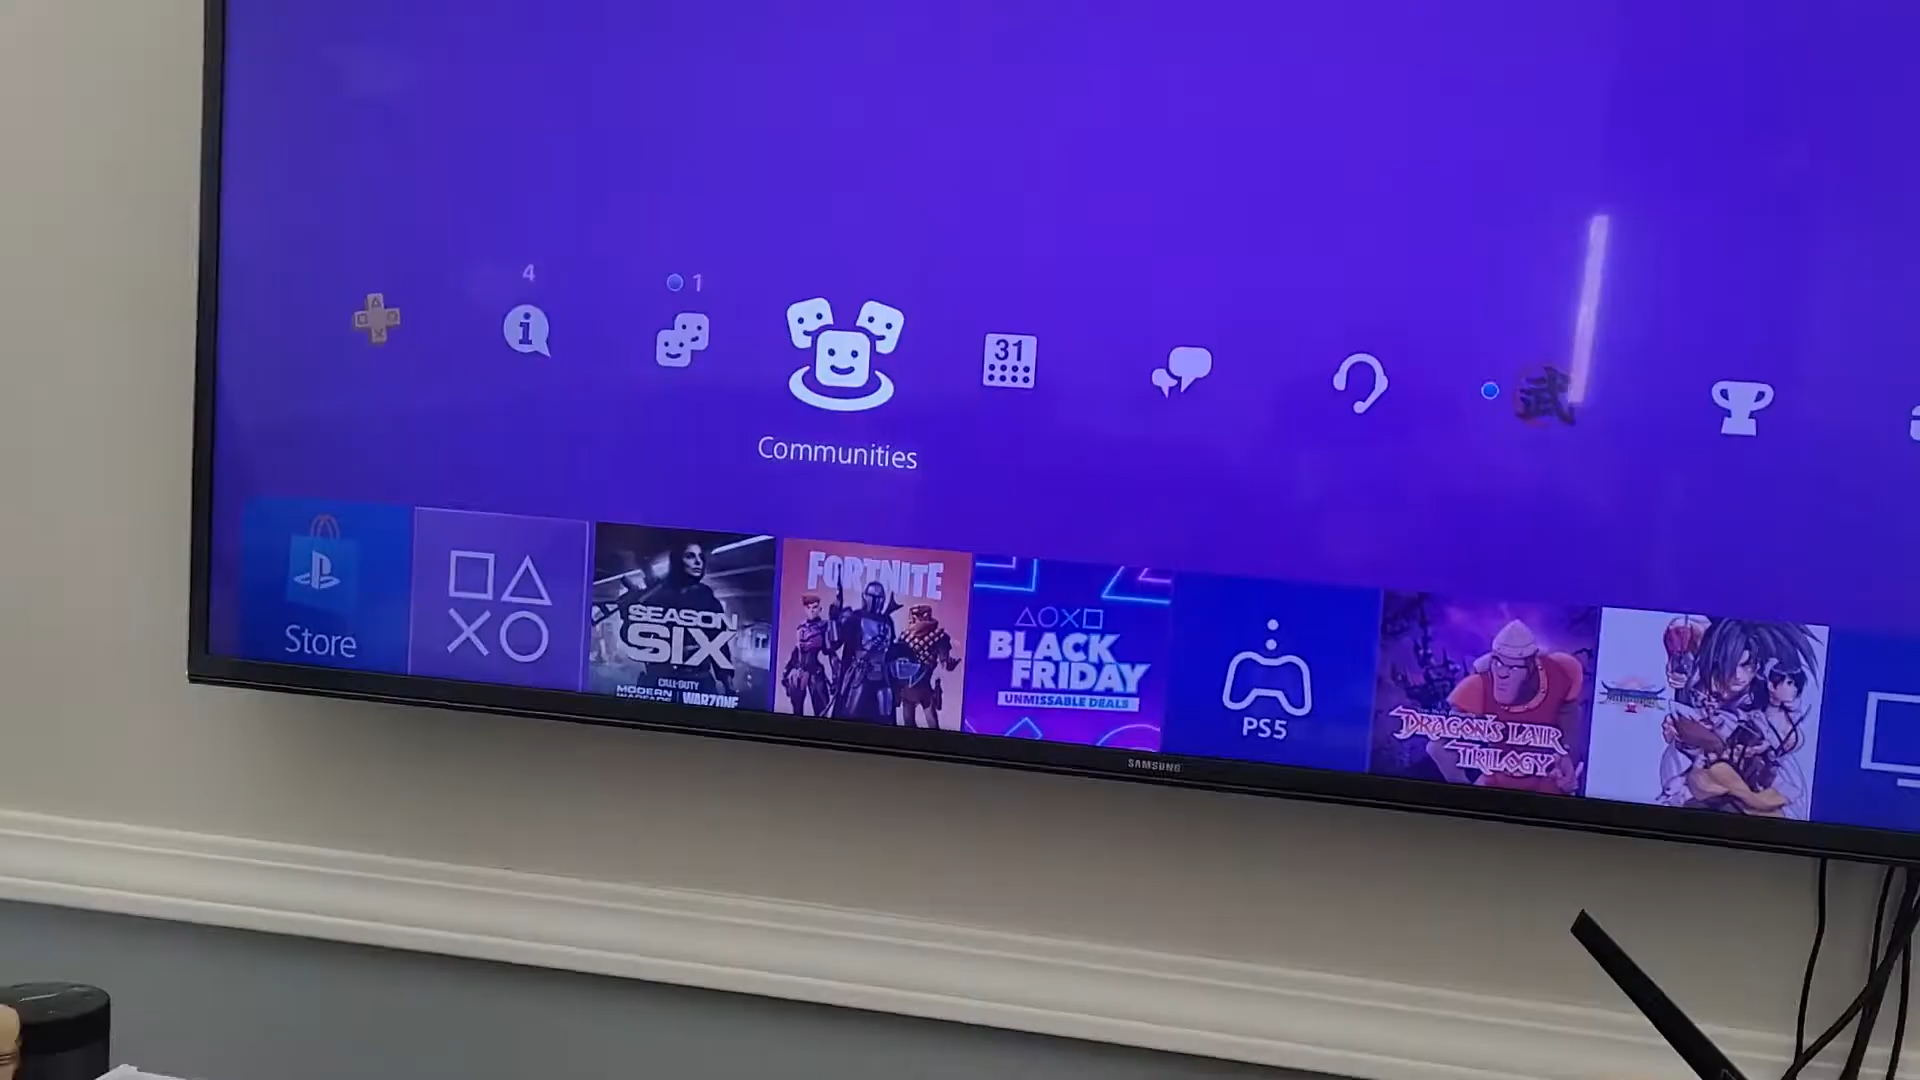 4
1
31
武
Communities
Store
SEASON
SIX
CALL OF DUTY
MODERN
WARFARE | WARZONE
FORTNITE
BLACK
FRIDAY
UNMISSABLE DEALS
PS5
DRAGON'S LAIR
TRILOGY
SAMSUNG